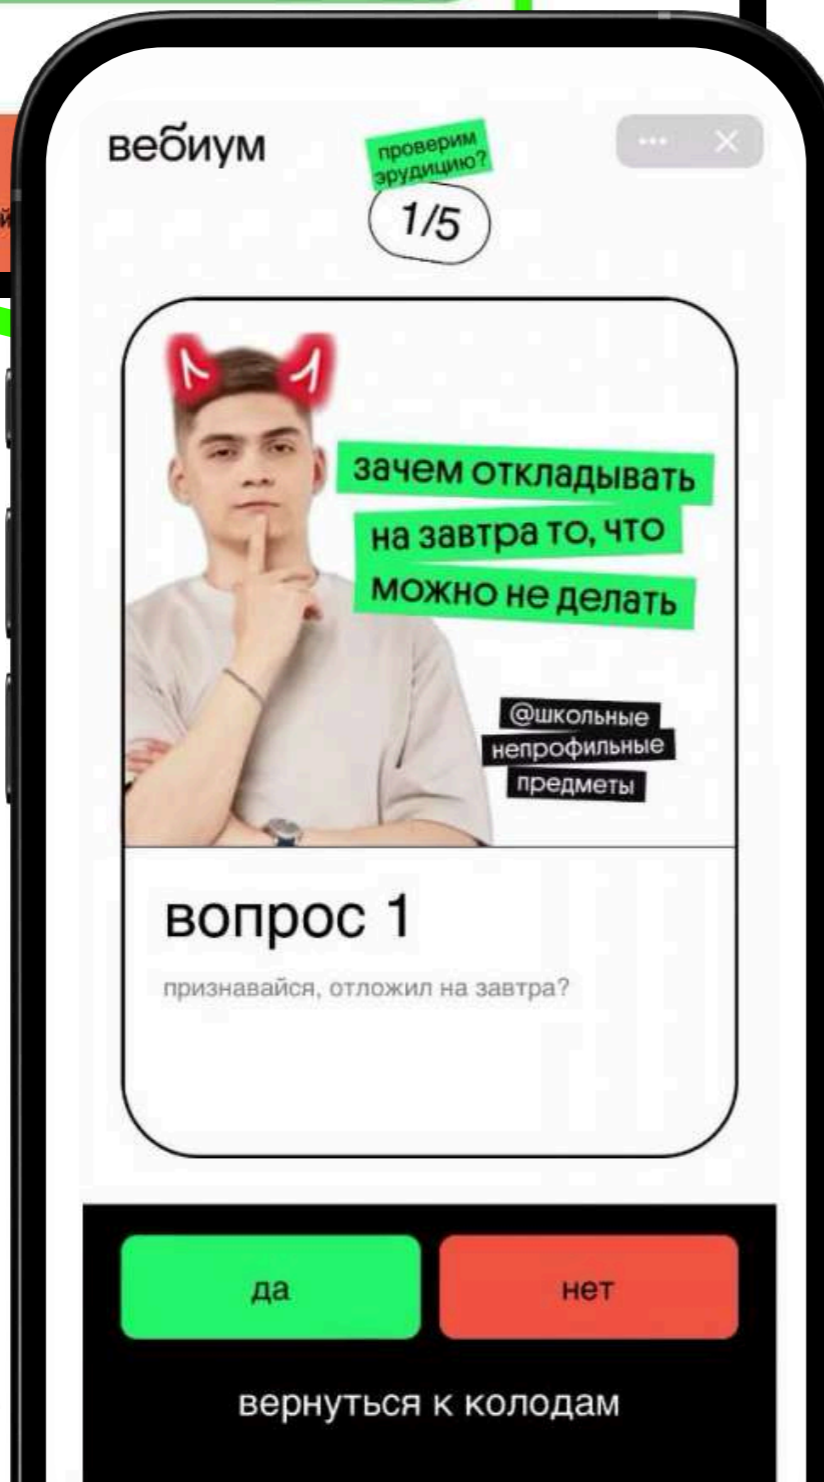 вебиум
проверим
эрудицию?
1/5
зачем откладывать
на завтра то, что
можно не делать
@школьные
непрофильные
предметы
вопрос 1
признавайся, отложил на завтра?
да
нет
вернуться к колодам